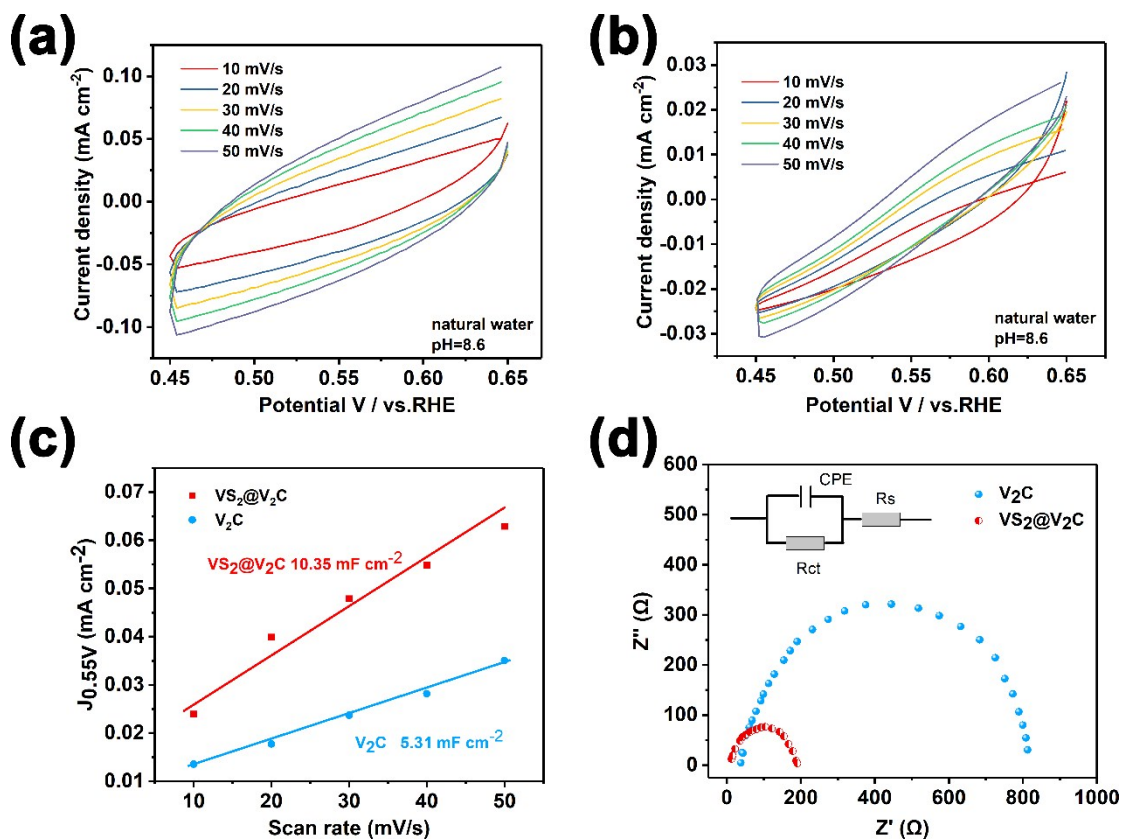 (a)
0.10
0.05
0.00
-0.05
-0.10
Current density (mA cm⁻²)
10 mV/s
20 mV/s
30 mV/s
40 mV/s
50 mV/s
natural water
pH=8.6
0.45 0.50 0.55 0.60 0.65
Potential V / vs.RHE
(b)
0.03
0.02
0.01
0.00
-0.01
-0.02
-0.03
Current density (mA cm⁻²)
10 mV/s
20 mV/s
30 mV/s
40 mV/s
50 mV/s
natural water
pH=8.6
0.45 0.50 0.55 0.60 0.65
Potential V / vs.RHE
(c)
0.07
0.06
0.05
0.04
0.03
0.02
0.01
J0.55V (mA cm⁻²)
VS₂@V₂C
V₂C
VS₂@V₂C 10.35 mF cm⁻²
V₂C 5.31 mF cm⁻²
10 20 30 40 50
Scan rate (mV/s)
(d)
600
500
400
300
200
100
0
Z'' (Ω)
CPE
Rs
Rct
V₂C
VS₂@V₂C
0 200 400 600 800 1000
Z' (Ω)